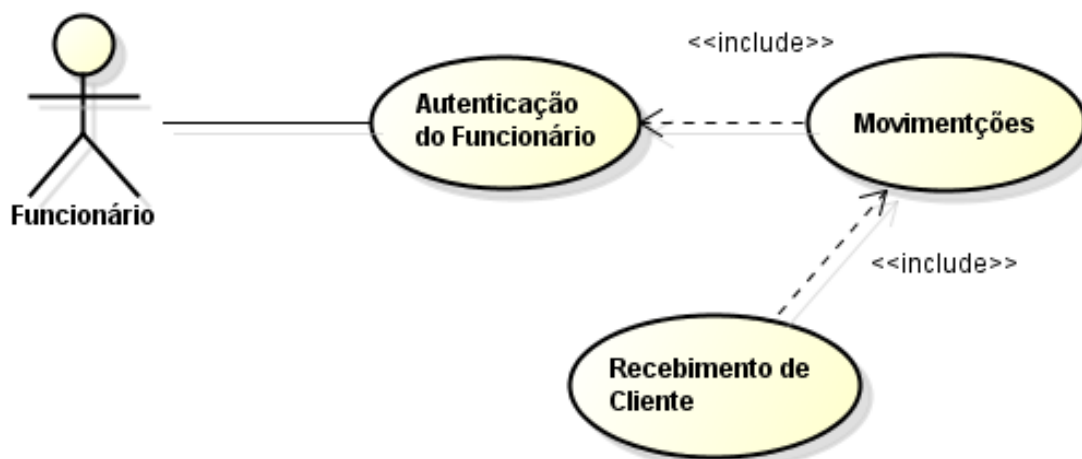 <<include>>
Autenticação
do Funcionário
Movimentções
Funcionário
<<include>>
Recebimento de
Cliente